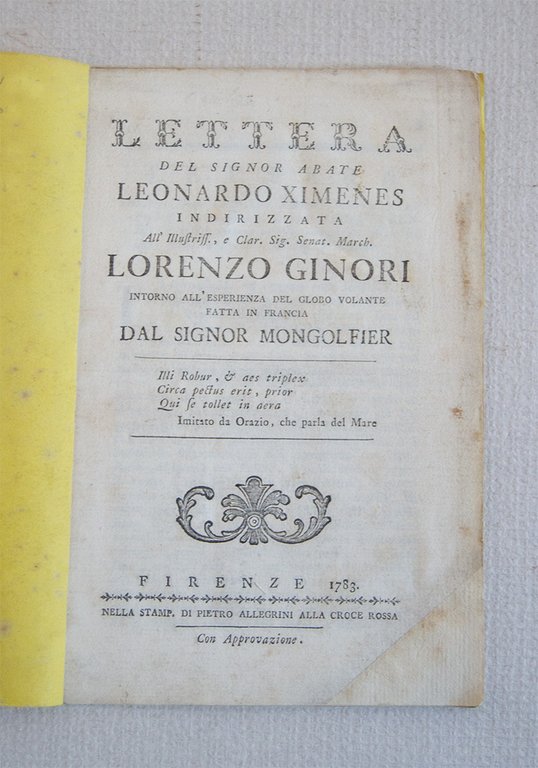 LETTERA
DEL SIGNOR ABATE
LEONARDO XIMENES
INDIRIZZATA
All' Illuſtriſſ., e Clar. Sig. Senat. March.
LORENZO GINORI
INTORNO ALL'ESPERIENZA DEL GLOBO VOLANTE
FATTA IN FRANCIA
DAL SIGNOR MONGOLFIER
Illi Robur, & aes triplex
Circa pectus erit, prior
Qui ſe tollet in aera
Imitato da Orazio, che parla del Mare
FIRENZE 1783.
NELLA STAMP. DI PIETRO ALLEGRINI ALLA CROCE ROSSA
Con Approvazione.